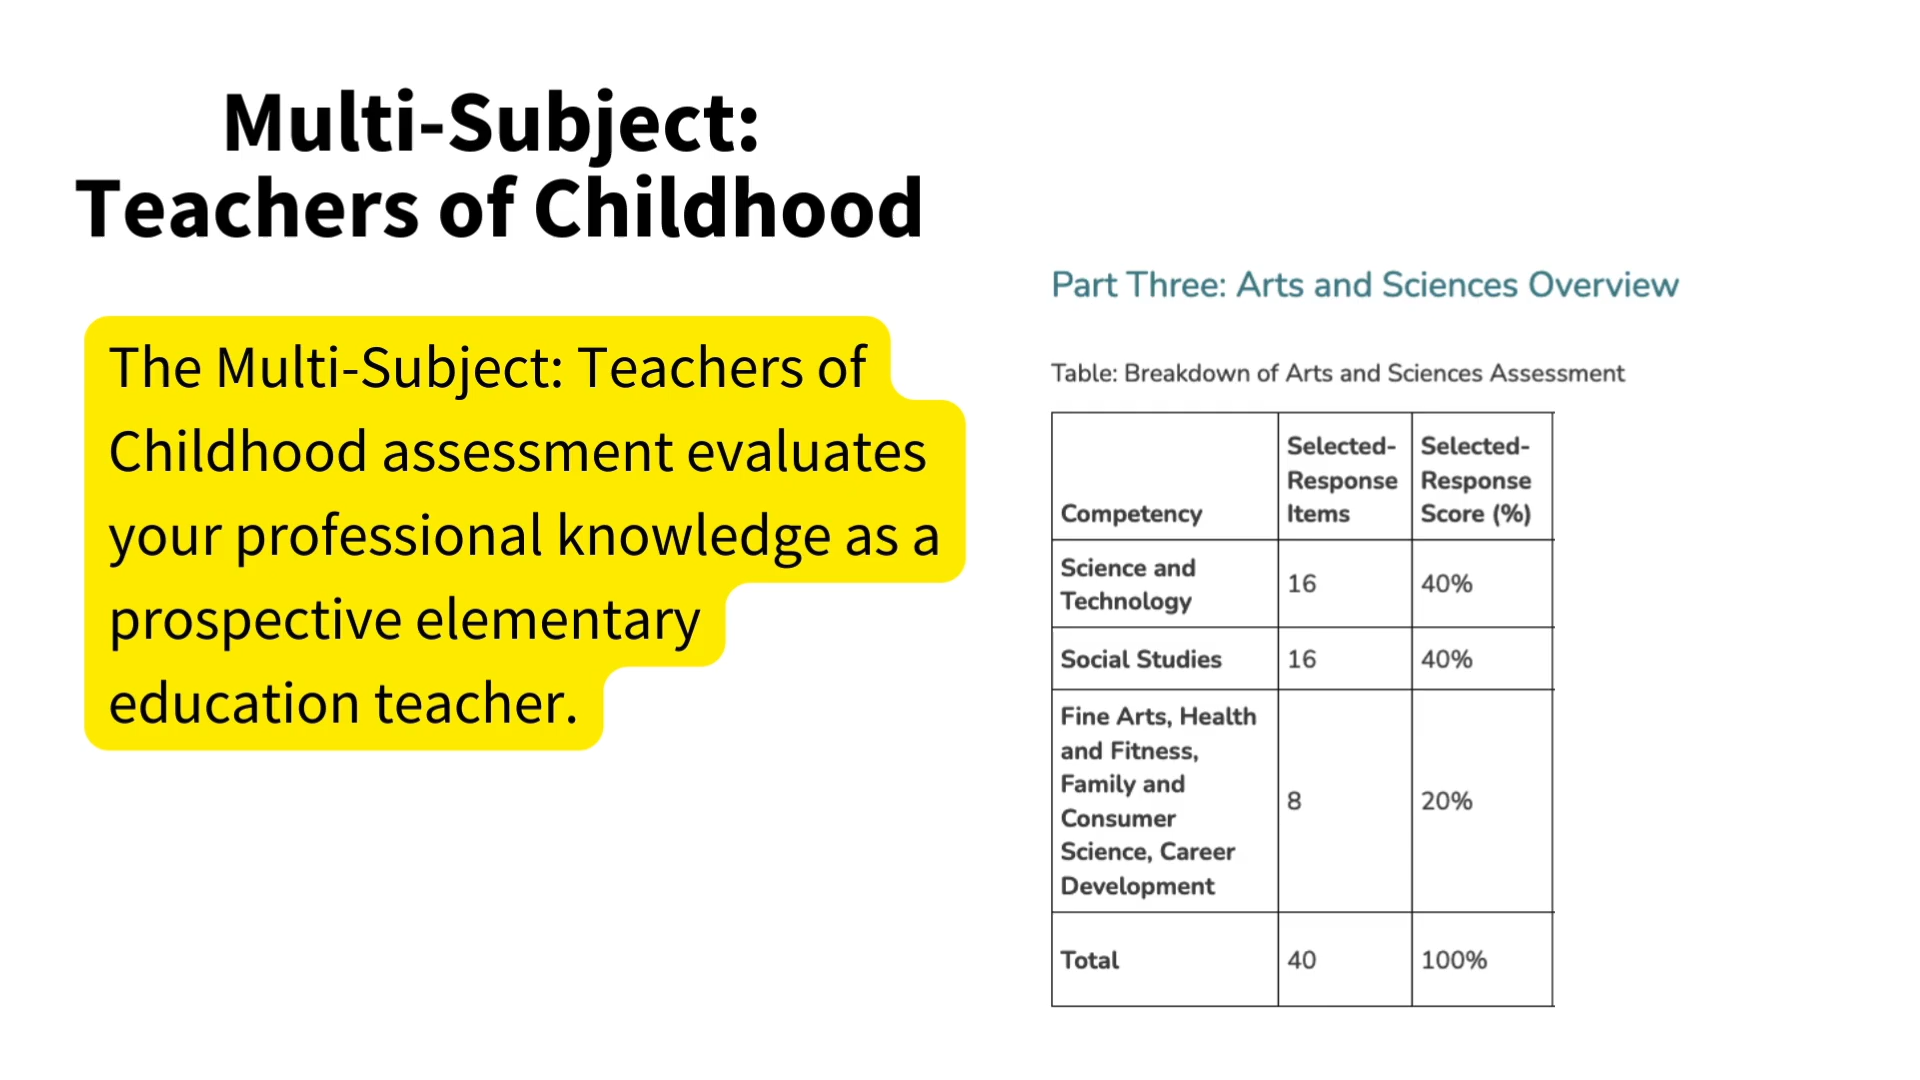 Multi-Subject:
Teachers of Childhood
The Multi-Subject: Teachers of
Childhood assessment evaluates
your professional knowledge as a
prospective elementary
education teacher.
Part Three: Arts and Sciences Overview
Table: Breakdown of Arts and Sciences Assessment
Competency
Selected-
Response
Items
Selected-
Response
Score (%)
Science and
Technology
16
40%
Social Studies
16
40%
Fine Arts, Health
and Fitness,
Family and
Consumer
Science, Career
Development
8
20%
Total
40
100%